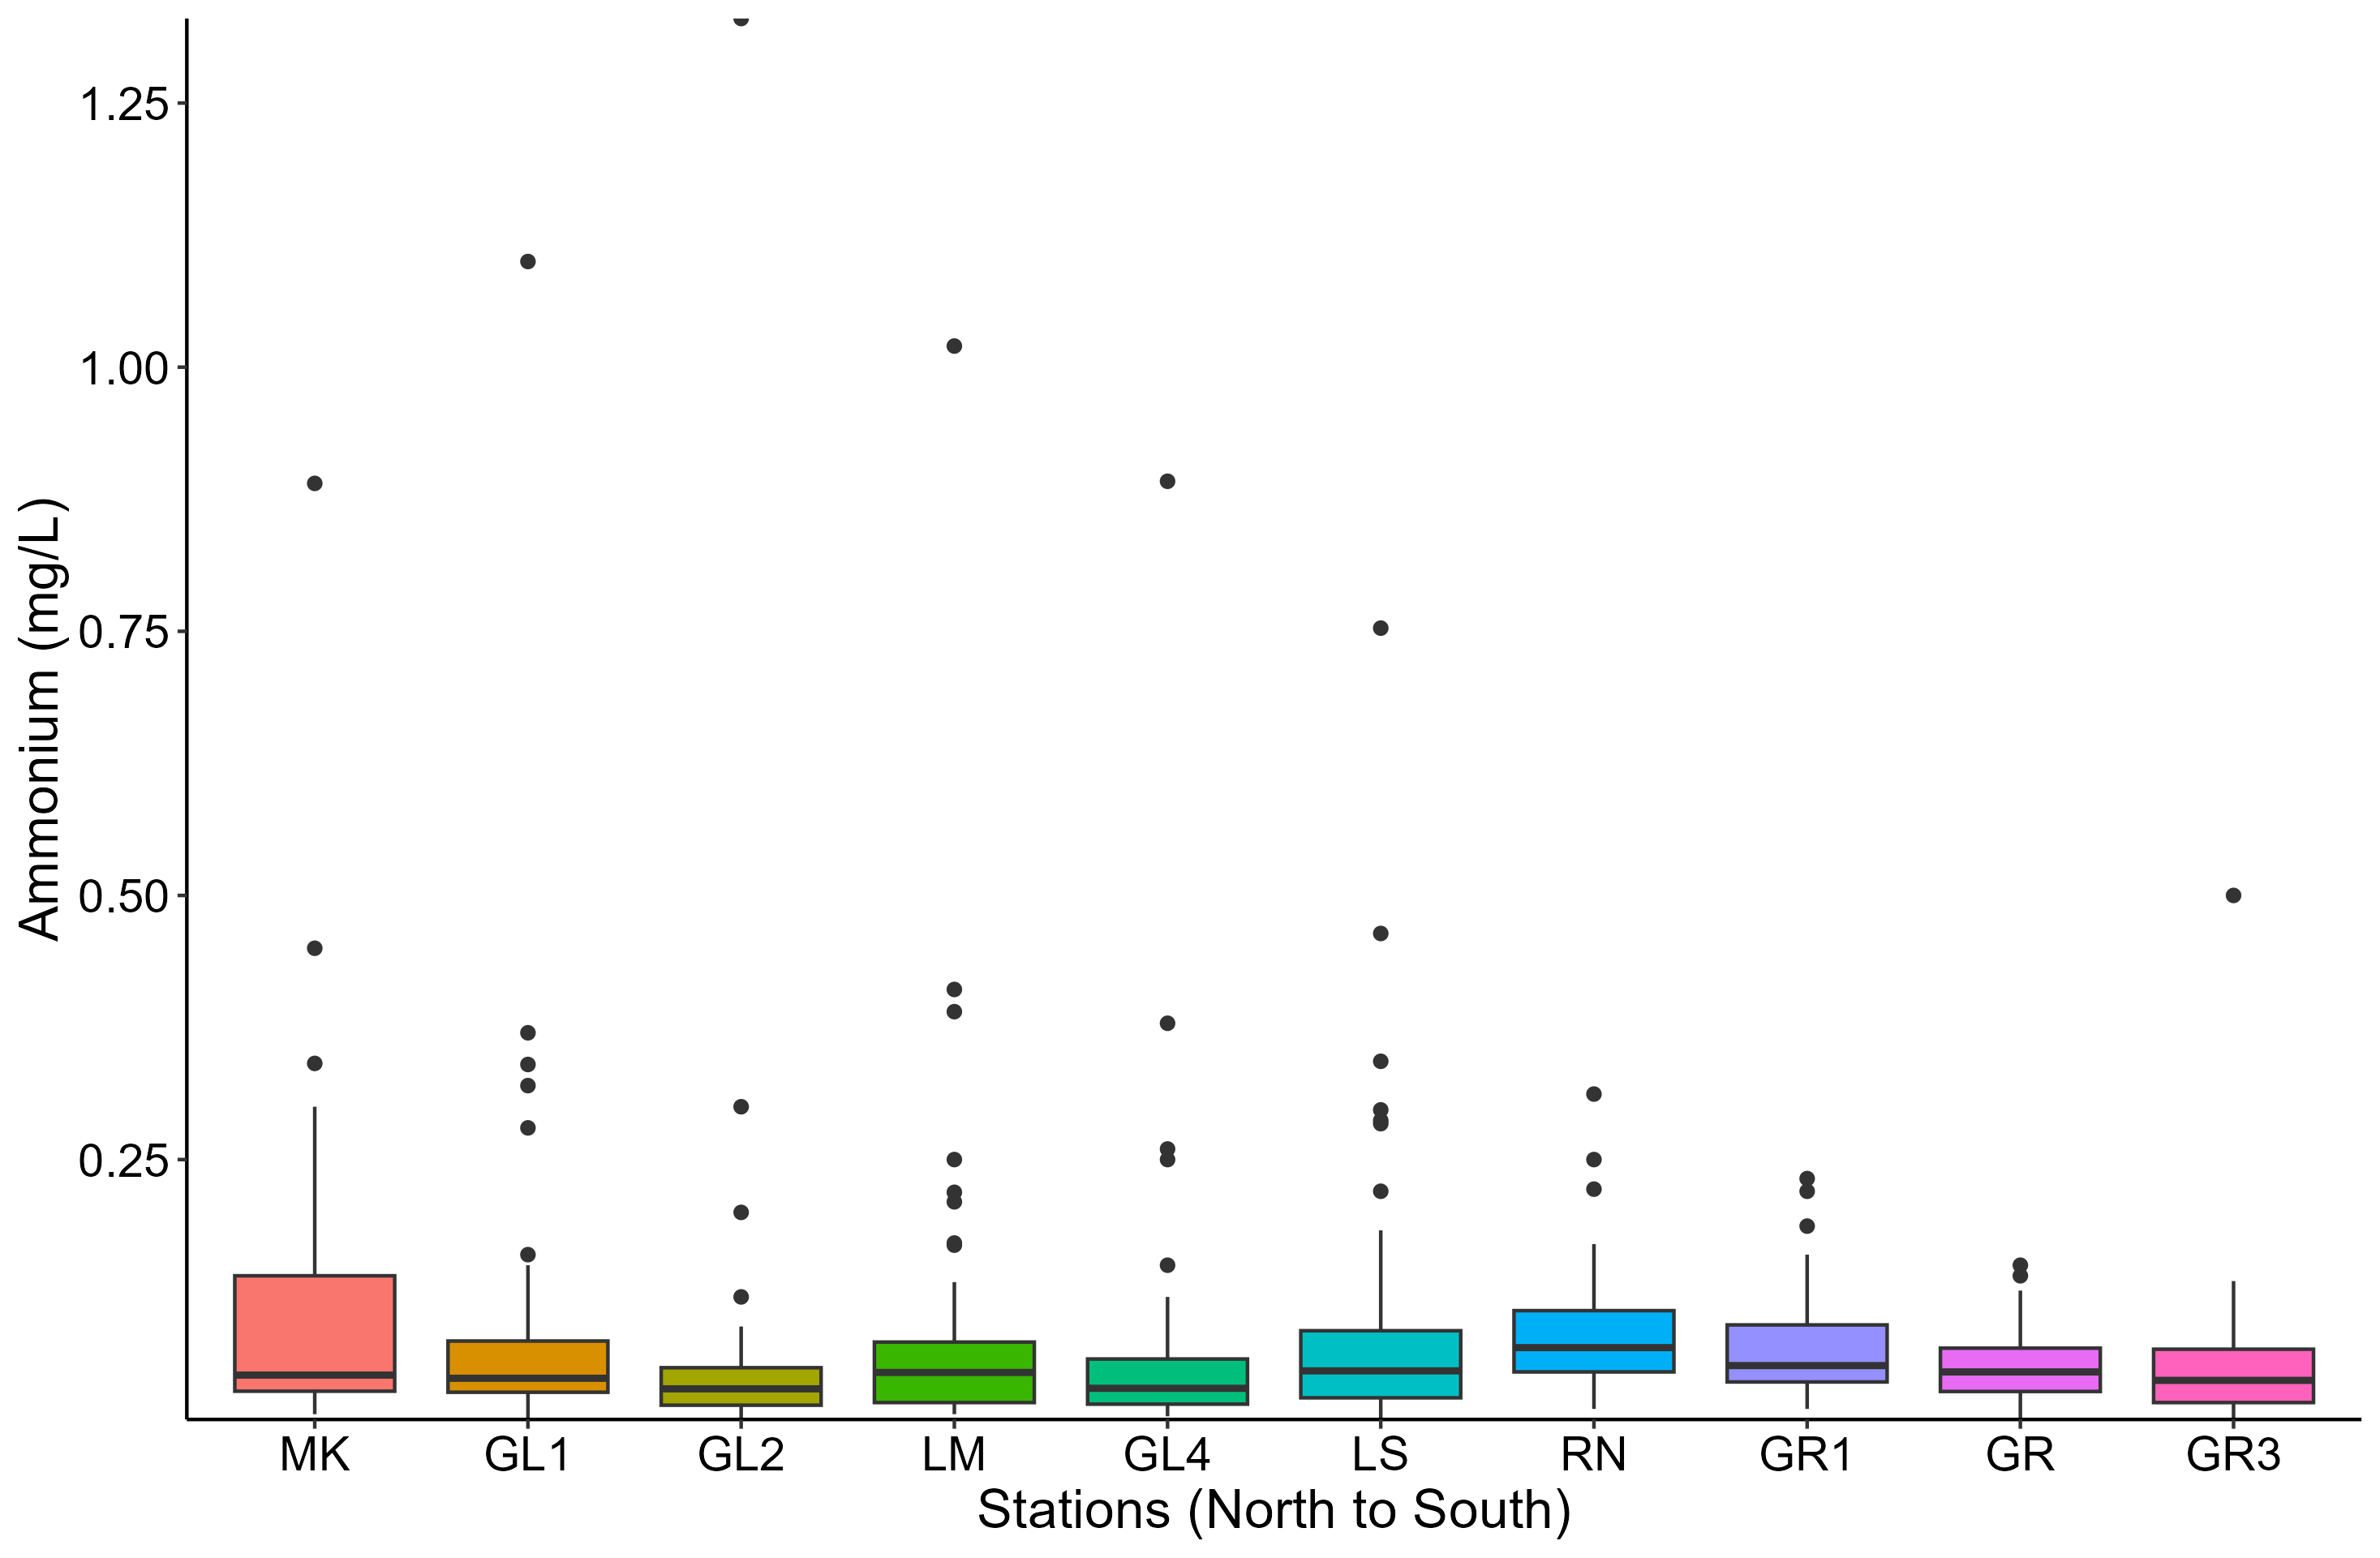 Ammonium (mg/L)
1.25
1.00
0.75
0.50
0.25
MK GL1 GL2 LM GL4 LS RN GR1 GR GR3
Stations (North to South)